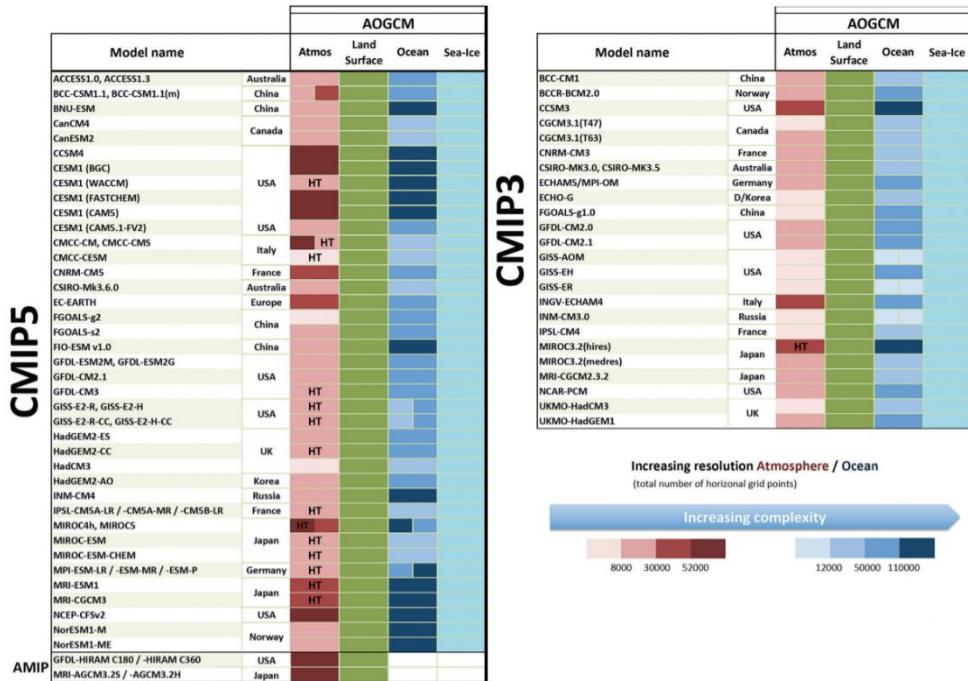 CMIP5
AOGCM
Model name Atmos Land Surface Ocean Sea-Ice
ACCESS1.0, ACCESS1.3 Australia
BCC-CSM1.1, BCC-CSM1.1(m) China
BNU-ESM China
CanCM4 Canada
CanESM2
CCSM4 USA
CESM1 (BGC)
CESM1 (WACCM) HT
CESM1 (FASTCHEM)
CESM1 (CAM5)
CESM1 (CAM5.1-FV2) USA
CMCC-CM, CMCC-CMS Italy HT
CMCC-CESM HT
CNRM-CM5 France
CSIRO-Mk3.6.0 Australia
EC-EARTH Europe
FGOALS-g2 China
FGOALS-s2
FIO-ESM v1.0 China
GFDL-ESM2M, GFDL-ESM2G USA
GFDL-CM2.1
GFDL-CM3 HT
GISS-E2-R, GISS-E2-H USA HT
GISS-E2-R-CC, GISS-E2-H-CC HT
HadGEM2-ES UK
HadGEM2-CC HT
HadCM3
HadGEM2-AO Korea
INM-CM4 Russia
IPSL-CM5A-LR / -CM5A-MR / -CM5B-LR France HT
MIROC4h, MIROC5 Japan HT
MIROC-ESM HT
MIROC-ESM-CHEM HT
MPI-ESM-LR / -ESM-MR / -ESM-P Germany HT
MRI-ESM1 Japan HT
MRI-CGCM3 HT
NCEP-CFSv2 USA
NorESM1-M Norway
NorESM1-ME
AMIP
GFDL-HIRAM C180 / -HIRAM C360 USA
MRI-AGCM3.2S / -AGCM3.2H Japan
CMIP3
AOGCM
Model name Atmos Land Surface Ocean Sea-Ice
BCC-CM1 China
BCCR-BCM2.0 Norway
CCSM3 USA
CGCM3.1(T47) Canada
CGCM3.1(T63)
CNRM-CM3 France
CSIRO-MK3.0, CSIRO-MK3.5 Australia
ECHAM5/MPI-OM Germany
ECHO-G D/Korea
FGOALS-g1.0 China
GFDL-CM2.0 USA
GFDL-CM2.1
GISS-AOM USA
GISS-EH
GISS-ER
INGV-ECHAM4 Italy
INM-CM3.0 Russia
IPSL-CM4 France
MIROC3.2(hires) Japan HT
MIROC3.2(medres)
MRI-CGCM2.3.2 Japan
NCAR-PCM USA
UKMO-HadCM3 UK
UKMO-HadGEM1
Increasing resolution Atmosphere / Ocean
(total number of horizonal grid points)
Increasing complexity
8000 30000 52000 12000 50000 110000